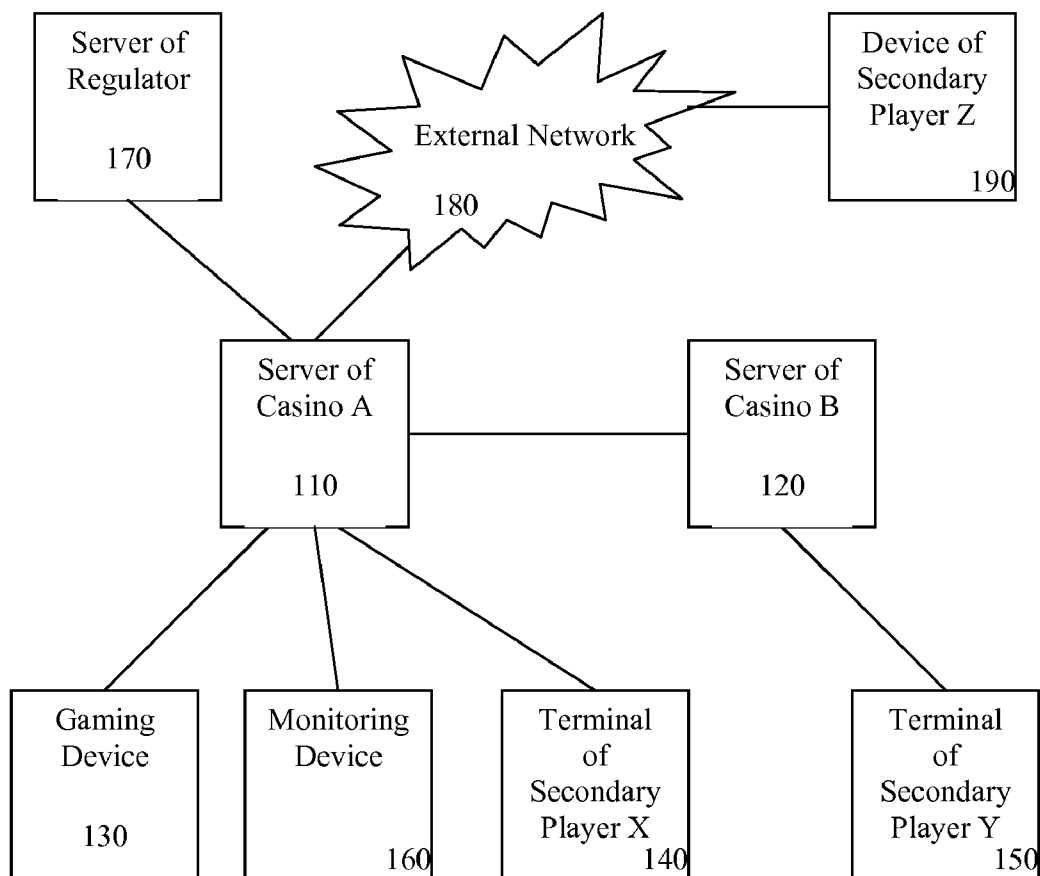 Server of
Regulator
170
External Network
180
Device of
Secondary
Player Z
190
Server of
Casino A
110
Server of
Casino B
120
Gaming
Device
130
Monitoring
Device
160
Terminal
of
Secondary
Player X
140
Terminal
of
Secondary
Player Y
150